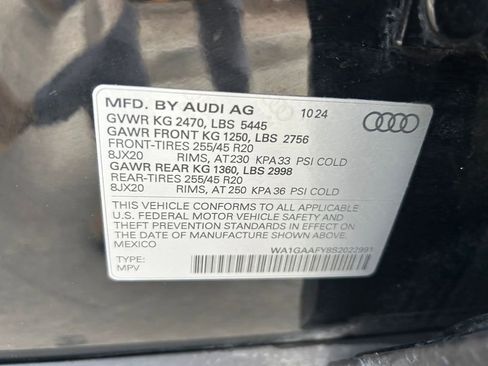 MFD. BY AUDI AG 10 24
GVWR KG 2470, LBS 5445
GAWR FRONT KG 1250, LBS 2756
FRONT-TIRES 255/45 R20
8JX20 RIMS, AT 230 KPA 33 PSI COLD
GAWR REAR KG 1360, LBS 2998
REAR-TIRES 255/45 R20
8JX20 RIMS, AT 250 KPA 36 PSI COLD
THIS VEHICLE CONFORMS TO ALL APPLICABLE
U.S. FEDERAL MOTOR VEHICLE SAFETY AND
THEFT PREVENTION STANDARDS IN EFFECT ON
THE DATE OF MANUFACTURE SHOWN ABOVE.
MEXICO WA1GAAFY8S2022991
TYPE:
MPV